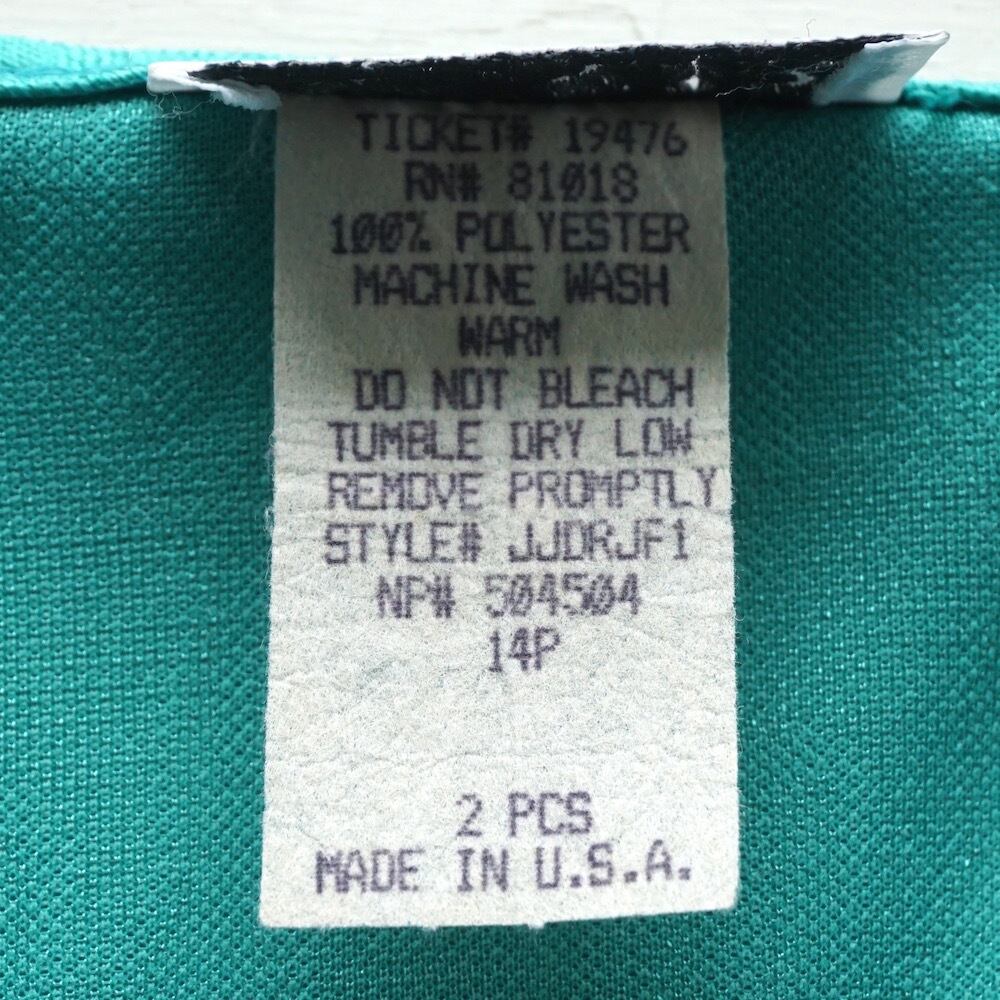 TICKET# 19476
RN# 81018
100% POLYESTER
MACHINE WASH
WARM
DO NOT BLEACH
TUMBLE DRY LOW
REMOVE PROMPTLY
STYLE# JJDRJF1
NP# 504504
14P
2 PCS
MADE IN U.S.A.